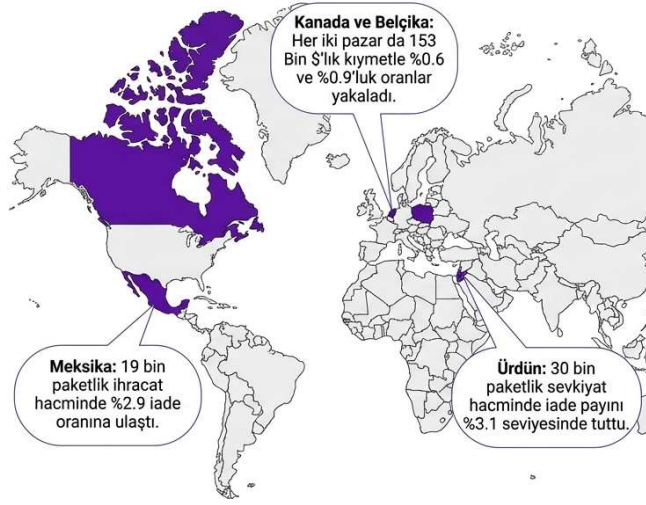 Kanada ve Belçika:
Her iki pazar da 153
Bin $'lık kıymetle %0.6
ve %0.9'luk oranlar
yakaladı.
Meksika: 19 bin
paketlik ihracat
hacminde %2.9 iade
oranına ulaştı.
Ürdün: 30 bin
paketlik sevkiyat
hacminde iade payını
%3.1 seviyesinde tuttu.